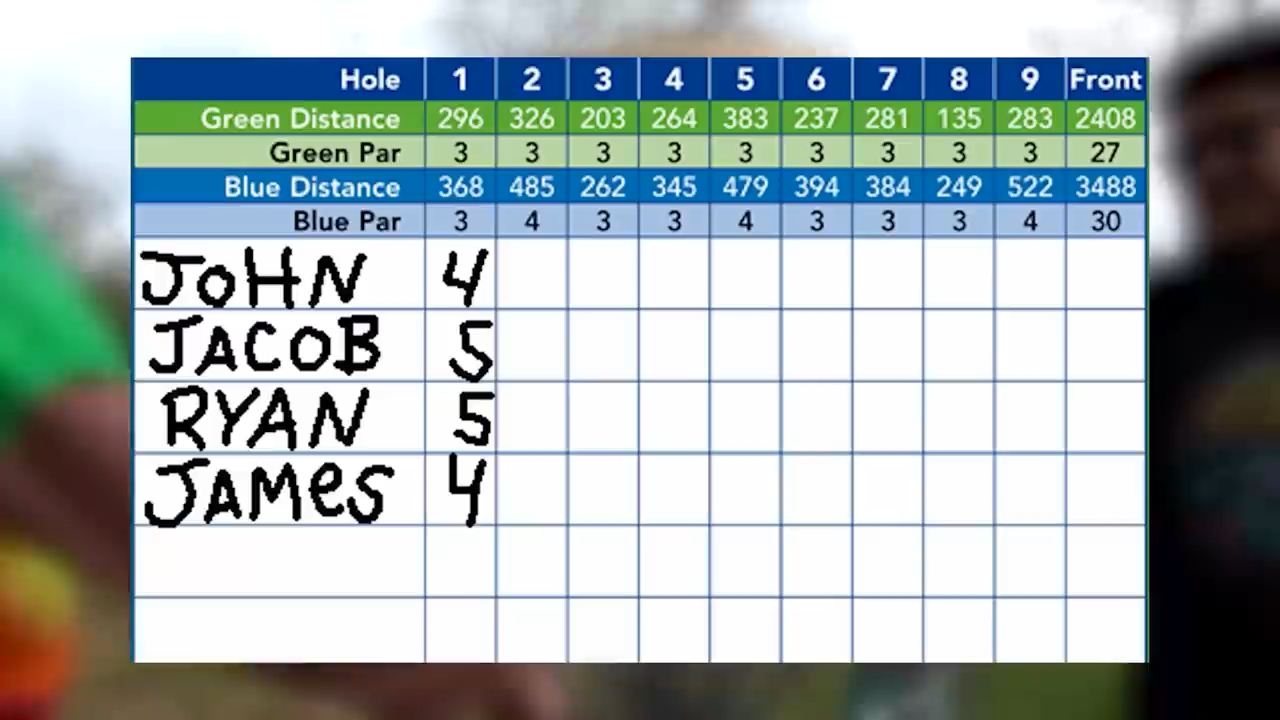 Hole 1 2 3 4 5 6 7 8 9 Front
Green Distance 296 326 203 264 383 237 281 135 283 2408
Green Par 3 3 3 3 3 3 3 3 3 27
Blue Distance 368 485 262 345 479 394 384 249 522 3488
Blue Par 3 4 3 3 4 3 3 3 4 30
JOHN 4
JACOB 5
RYAN 5
JAMES 4